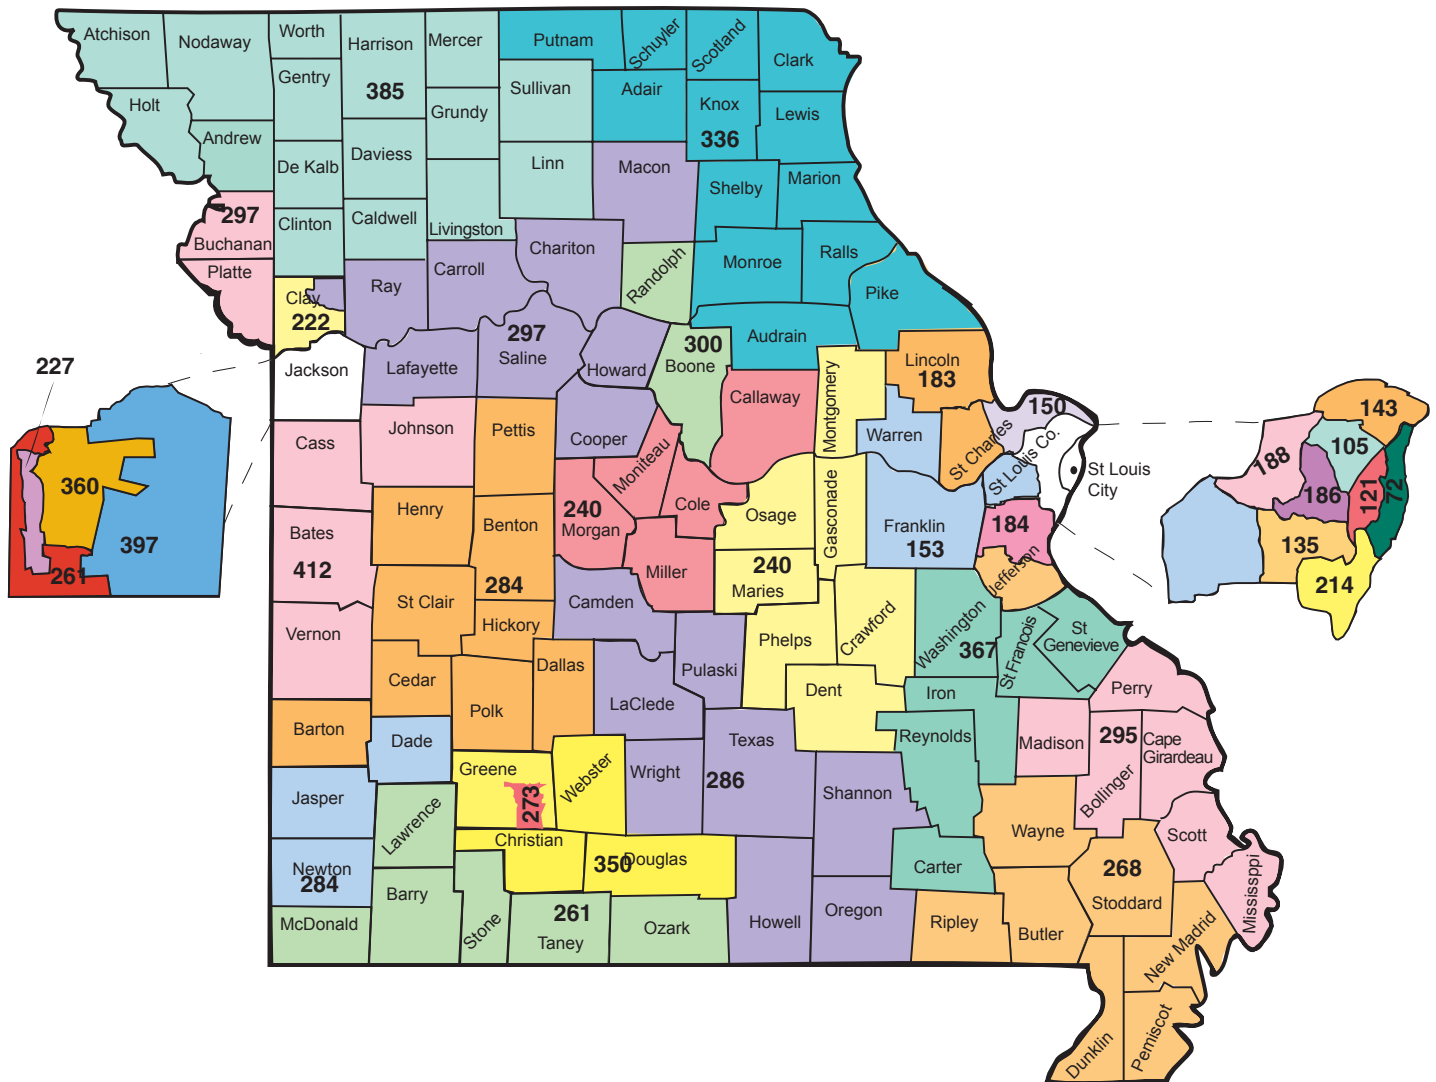 Atchison
Nodaway
Worth
Harrison
385
Mercer
Putnam
Schuyler
Scotland
Clark
Holt
Gentry
Grundy
Sullivan
Adair
Knox
336
Lewis
Andrew
De Kalb
Daviess
Linn
Macon
Shelby
Marion
297
Buchanan
Clinton
Caldwell
Livingston
Chariton
Randolph
Monroe
Ralls
Platte
Clay
222
Ray
Carroll
Pike
297
Saline
Howard
300
Boone
Audrain
Lincoln
183
227
Jackson
Lafayette
Callaway
Montgomery
Warren
St Charles
150
St Louis Co.
St Louis
City
143
105
188
186
121
72
135
214
360
397
261
Cass
Johnson
Pettis
Cooper
Moniteau
Cole
Osage
Gasconade
Franklin
153
184
Jefferson
Henry
Benton
240
Morgan
Miller
240
Maries
Bates
412
St Clair
284
Hickory
Camden
Phelps
Crawford
Washington
367
St Francois
St
Genevieve
Vernon
Cedar
Polk
Dallas
LaClede
Pulaski
Dent
Iron
Perry
Barton
Dade
Greene
273
Webster
Wright
Texas
286
Reynolds
Madison
295
Bollinger
Cape
Girardeau
Jasper
Lawrence
Christian
Shannon
Wayne
Scott
Newton
284
350
Douglas
Carter
268
Stoddard
Mississppi
McDonald
Barry
Stone
261
Taney
Ozark
Howell
Oregon
Ripley
Butler
New Madrid
Dunklin
Pemiscot